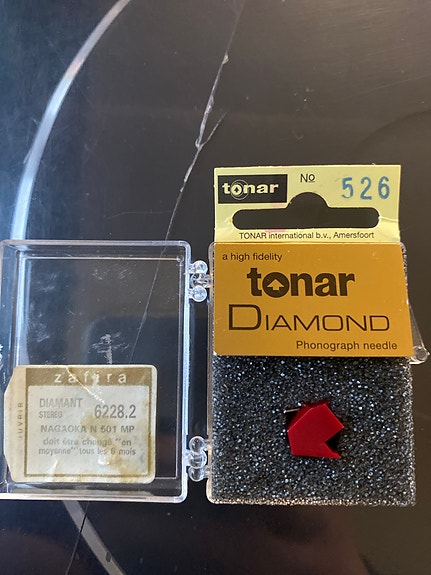 tonar
No
526
TONAR international b.v., Amersfoort
a high fidelity
tonar
DIAMOND
Phonograph needle
zafira
OUVRIR
DIAMANT
STEREO 6228.2
NAGAOKA N 501 MP
doit être changé "en
moyenne" tous les 6 mois